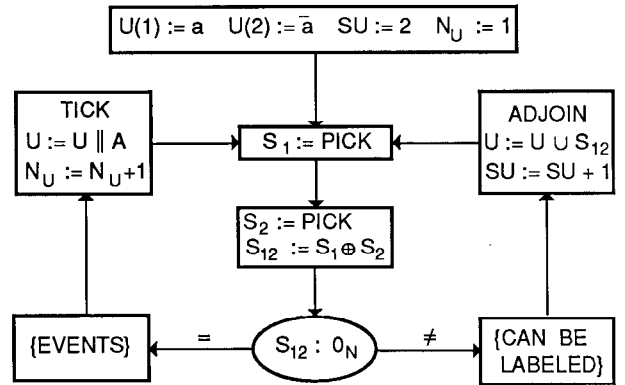 U(1) := a U(2) := a̅ SU := 2 N_U := 1
TICK
U := U ∥ A
N_U := N_U+1
S_1 := PICK
ADJOIN
U := U ∪ S_12
SU := SU + 1
S_2 := PICK
S_12 := S_1 ⊕ S_2
{EVENTS}
=
S_12 : 0_N
≠
{CAN BE
LABELED}